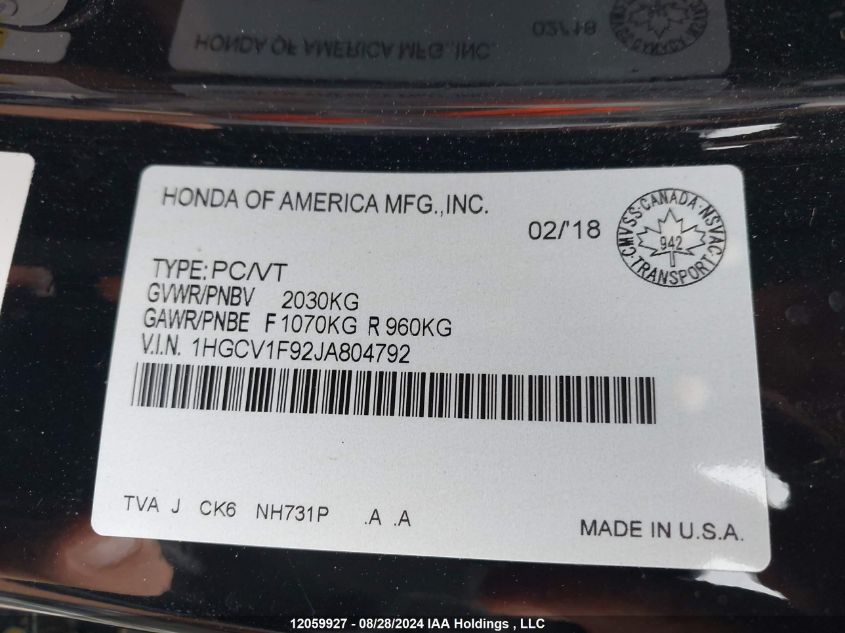 HONDA OF AMERICA MFG.,INC.
02/'18
HONDA OF AMERICA MFG.,INC.
02/'18
CMVSS·CANADA·NSVAC
942
TRANSPORT
TYPE: PC/VT
GVWR/PNBV 2030KG
GAWR/PNBE F 1070KG R 960KG
V.I.N. 1HGCV1F92JA804792
TVA J CK6 NH731P .A .A
MADE IN U.S.A.
12059927 - 08/28/2024 IAA Holdings , LLC